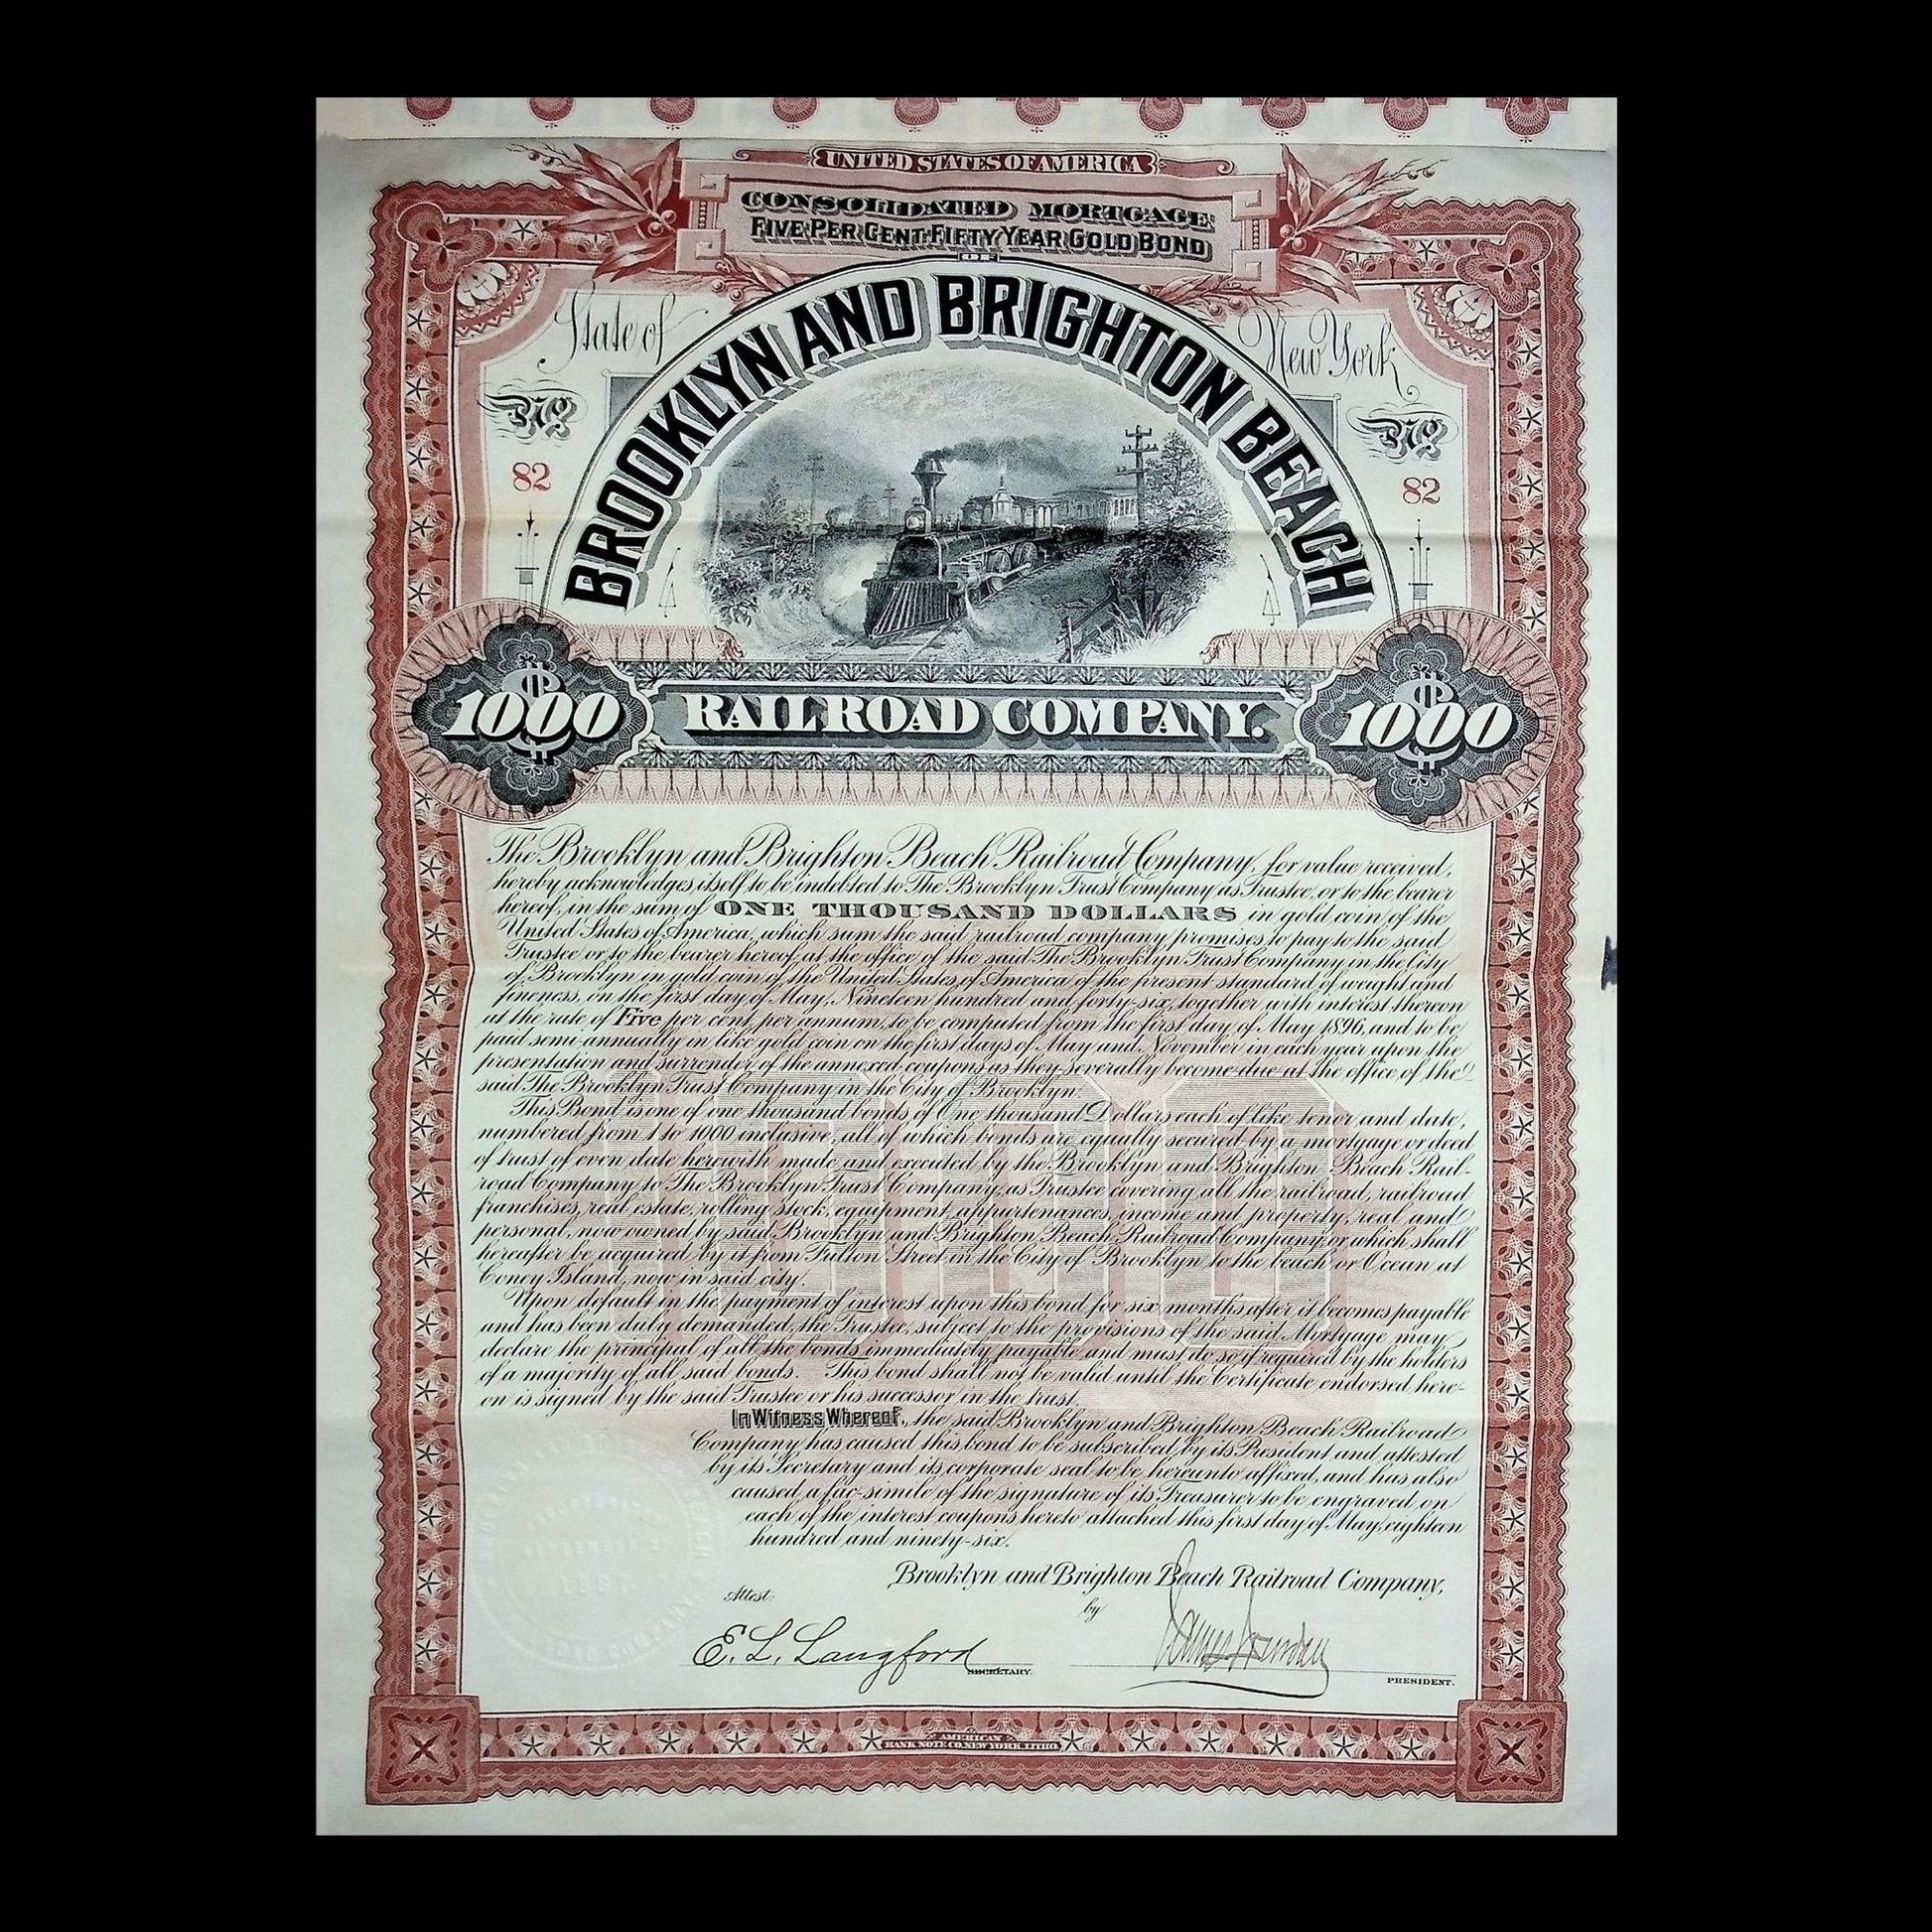 UNITED STATES OF AMERICA
CONSOLIDATED MORTGAGE
FIVE PER CENT FIFTY YEAR GOLD BOND
OF
State of New York
BROOKLYN AND BRIGHTON BEACH
No No
82 82
$1000 RAILROAD COMPANY. $1000
The Brooklyn and Brighton Beach Railroad Company, for value received,
hereby acknowledges itself to be indebted to The Brooklyn Trust Company as Trustee, or to the bearer
hereof, in the sum of ONE THOUSAND DOLLARS in gold coin of the
United States of America, which sum the said railroad company promises to pay to the said
Trustee or to the bearer hereof at the office of the said The Brooklyn Trust Company in the City
of Brooklyn in gold coin of the United States of America of the present standard of weight and
fineness, on the first day of May, Nineteen hundred and forty-six, together with interest thereon
at the rate of Five per cent, per annum, to be computed from the first day of May 1896, and to be
paid semi-annually in like gold coin on the first days of May and November in each year upon the
presentation and surrender of the annexed coupons as they severally become due at the office of the
said The Brooklyn Trust Company in the City of Brooklyn.
This Bond is one of one thousand bonds of One thousand Dollars each of like tenor and date,
numbered from 1 to 1000 inclusive, all of which bonds are equally secured by a mortgage or deed
of trust of even date herewith made and executed by the Brooklyn and Brighton Beach Rail-
road Company to The Brooklyn Trust Company, as Trustee covering all the railroad, railroad
franchises, real estate, rolling stock, equipment, appurtenances, income and property, real and
personal, now owned by said Brooklyn and Brighton Beach Railroad Company or which shall
hereafter be acquired by it from Fulton Street in the City of Brooklyn to the beach or Ocean at
Coney Island, now in said city.
Upon default in the payment of interest upon this bond for six months after it becomes payable
and has been duly demanded, the Trustee, subject to the provisions of the said Mortgage may
declare the principal of all the bonds immediately payable and must do so if required by the holders
of a majority of all said bonds. This bond shall not be valid until the Certificate endorsed here-
on is signed by the said Trustee or his successor in the trust.
In Witness Whereof, the said Brooklyn and Brighton Beach Railroad
Company has caused this bond to be subscribed by its President and attested
by its Secretary and its corporate seal to be hereunto affixed, and has also
caused a fac-simile of the signature of its Treasurer to be engraved on
each of the interest coupons hereto attached this first day of May, eighteen
hundred and ninety-six.
Brooklyn and Brighton Beach Railroad Company,
Attest: by
E. L. Langford James Jourdan
SECRETARY. PRESIDENT.
AMERICAN
BANK NOTE CO. NEW YORK LITHO.